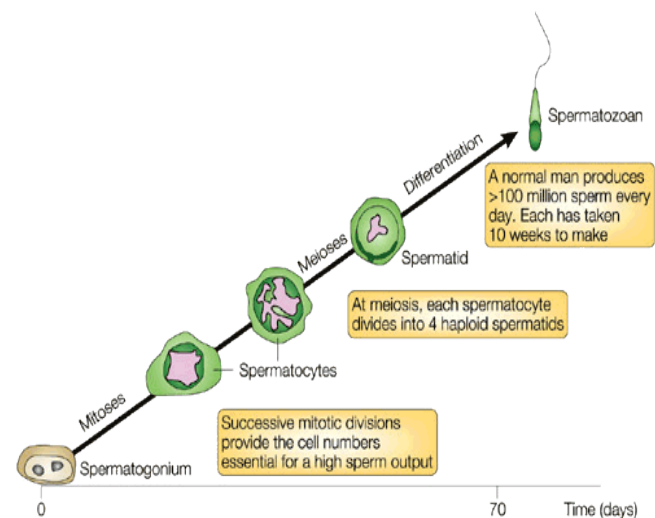 Spermatozoan
Differentiation
A normal man produces
>100 million sperm every
day. Each has taken
10 weeks to make
Meioses
Spermatid
At meiosis, each spermatocyte
divides into 4 haploid spermatids
Spermatocytes
Mitoses
Successive mitotic divisions
provide the cell numbers
essential for a high sperm output
Spermatogonium
0
70
Time (days)